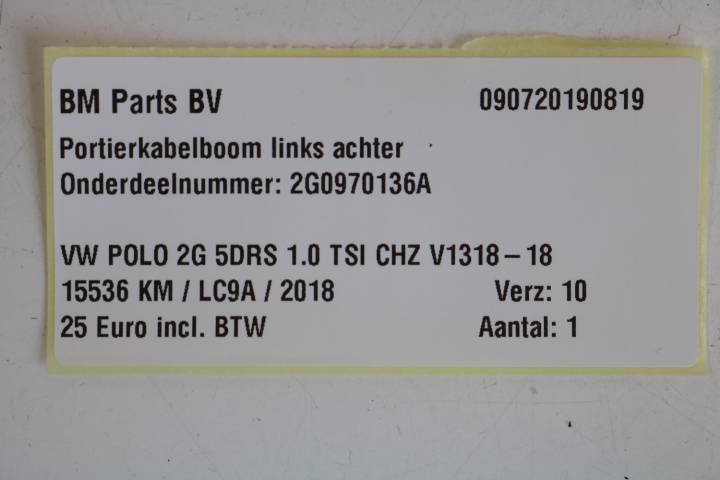 BM Parts BV 090720190819
Portierkabelboom links achter
Onderdeelnummer: 2G0970136A
VW POLO 2G 5DRS 1.0 TSI CHZ V1318-18
15536 KM / LC9A / 2018 Verz: 10
25 Euro incl. BTW Aantal: 1